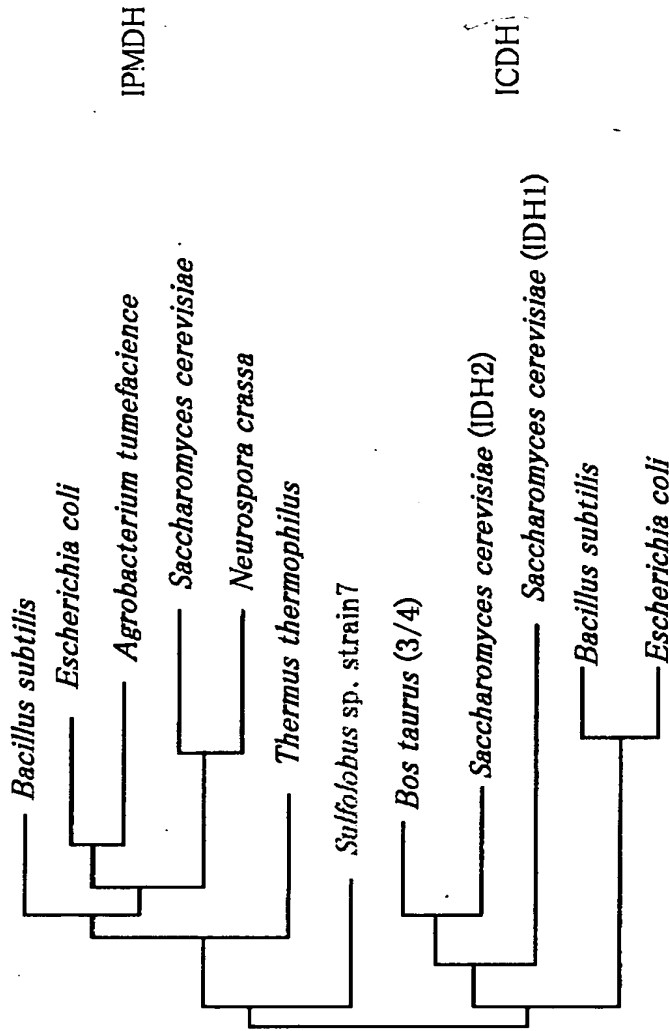 IPMDH
Bacillus subtilis
Escherichia coli
Agrobacterium tumefacience
Saccharomyces cerevisiae
Neurospora crassa
Thermus thermophilus
Sulfolobus sp. strain7
ICDH
Bos taurus (3/4)
Saccharomyces cerevisiae (IDH2)
Saccharomyces cerevisiae (IDH1)
Bacillus subtilis
Escherichia coli